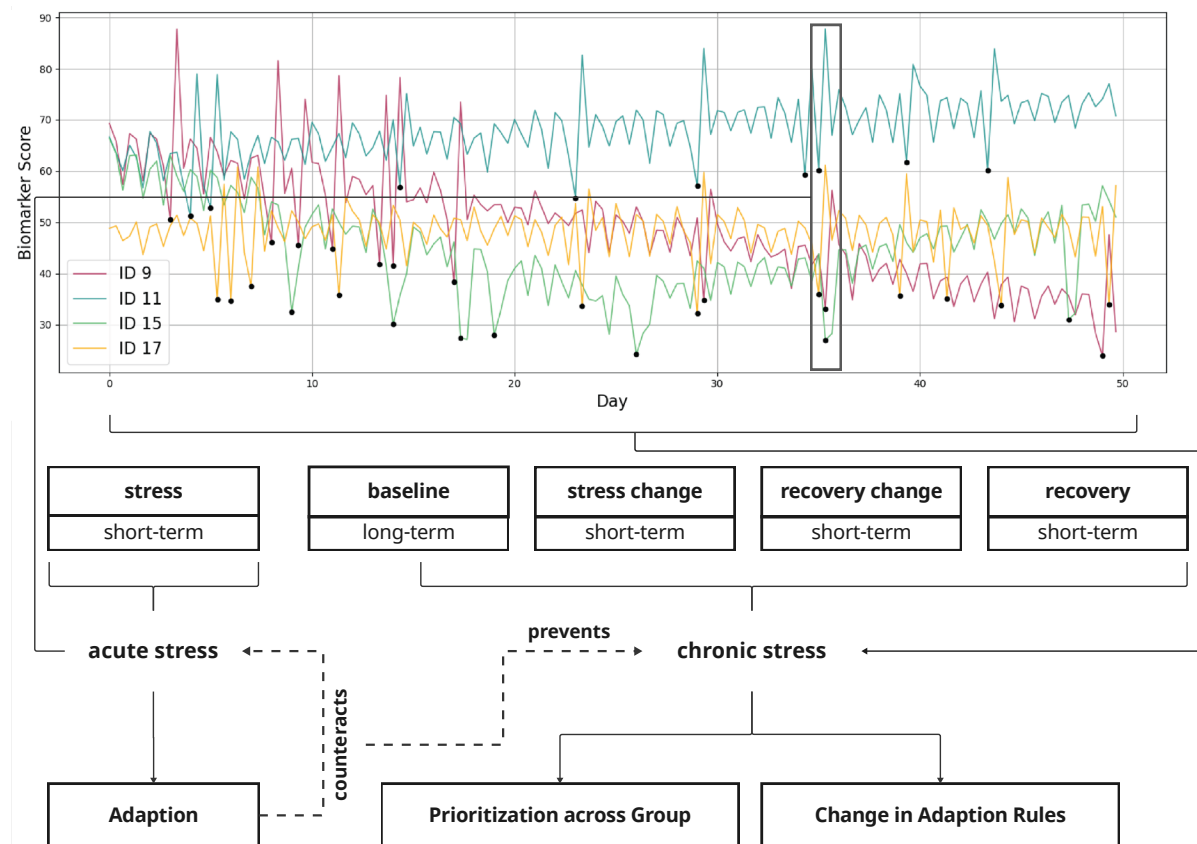 90
80
70
60
50
40
30
Biomarker Score
ID 9
ID 11
ID 15
ID 17
0 10 20 30 40 50
Day
stress baseline stress change recovery change recovery
short-term long-term short-term short-term short-term
prevents
acute stress chronic stress
counteracts
Adaption Prioritization across Group Change in Adaption Rules